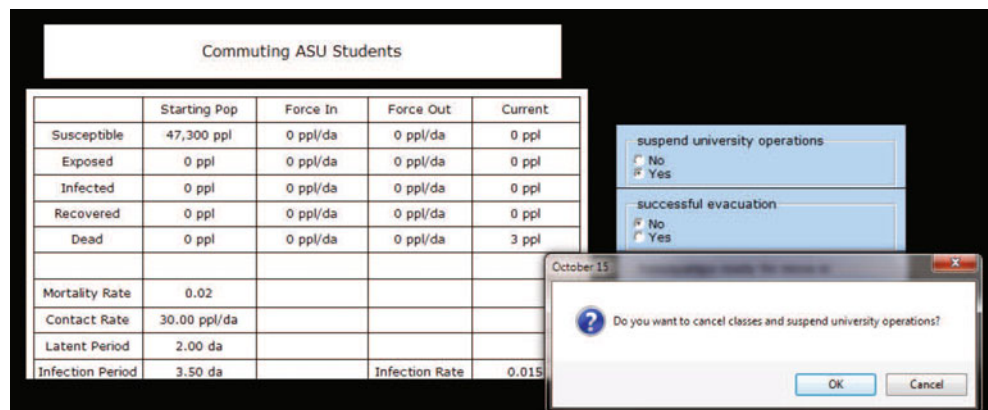 Commuting ASU Students
Starting Pop Force In Force Out Current
Susceptible 47,300 ppl 0 ppl/da 0 ppl/da 0 ppl
Exposed 0 ppl 0 ppl/da 0 ppl/da 0 ppl
Infected 0 ppl 0 ppl/da 0 ppl/da 0 ppl
Recovered 0 ppl 0 ppl/da 0 ppl/da 0 ppl
Dead 0 ppl 0 ppl/da 0 ppl/da 3 ppl
Mortality Rate 0.02
Contact Rate 30.00 ppl/da
Latent Period 2.00 da
Infection Period 3.50 da Infection Rate 0.015
suspend university operations
No
Yes
successful evacuation
No
Yes
October 15
Do you want to cancel classes and suspend university operations?
OK Cancel